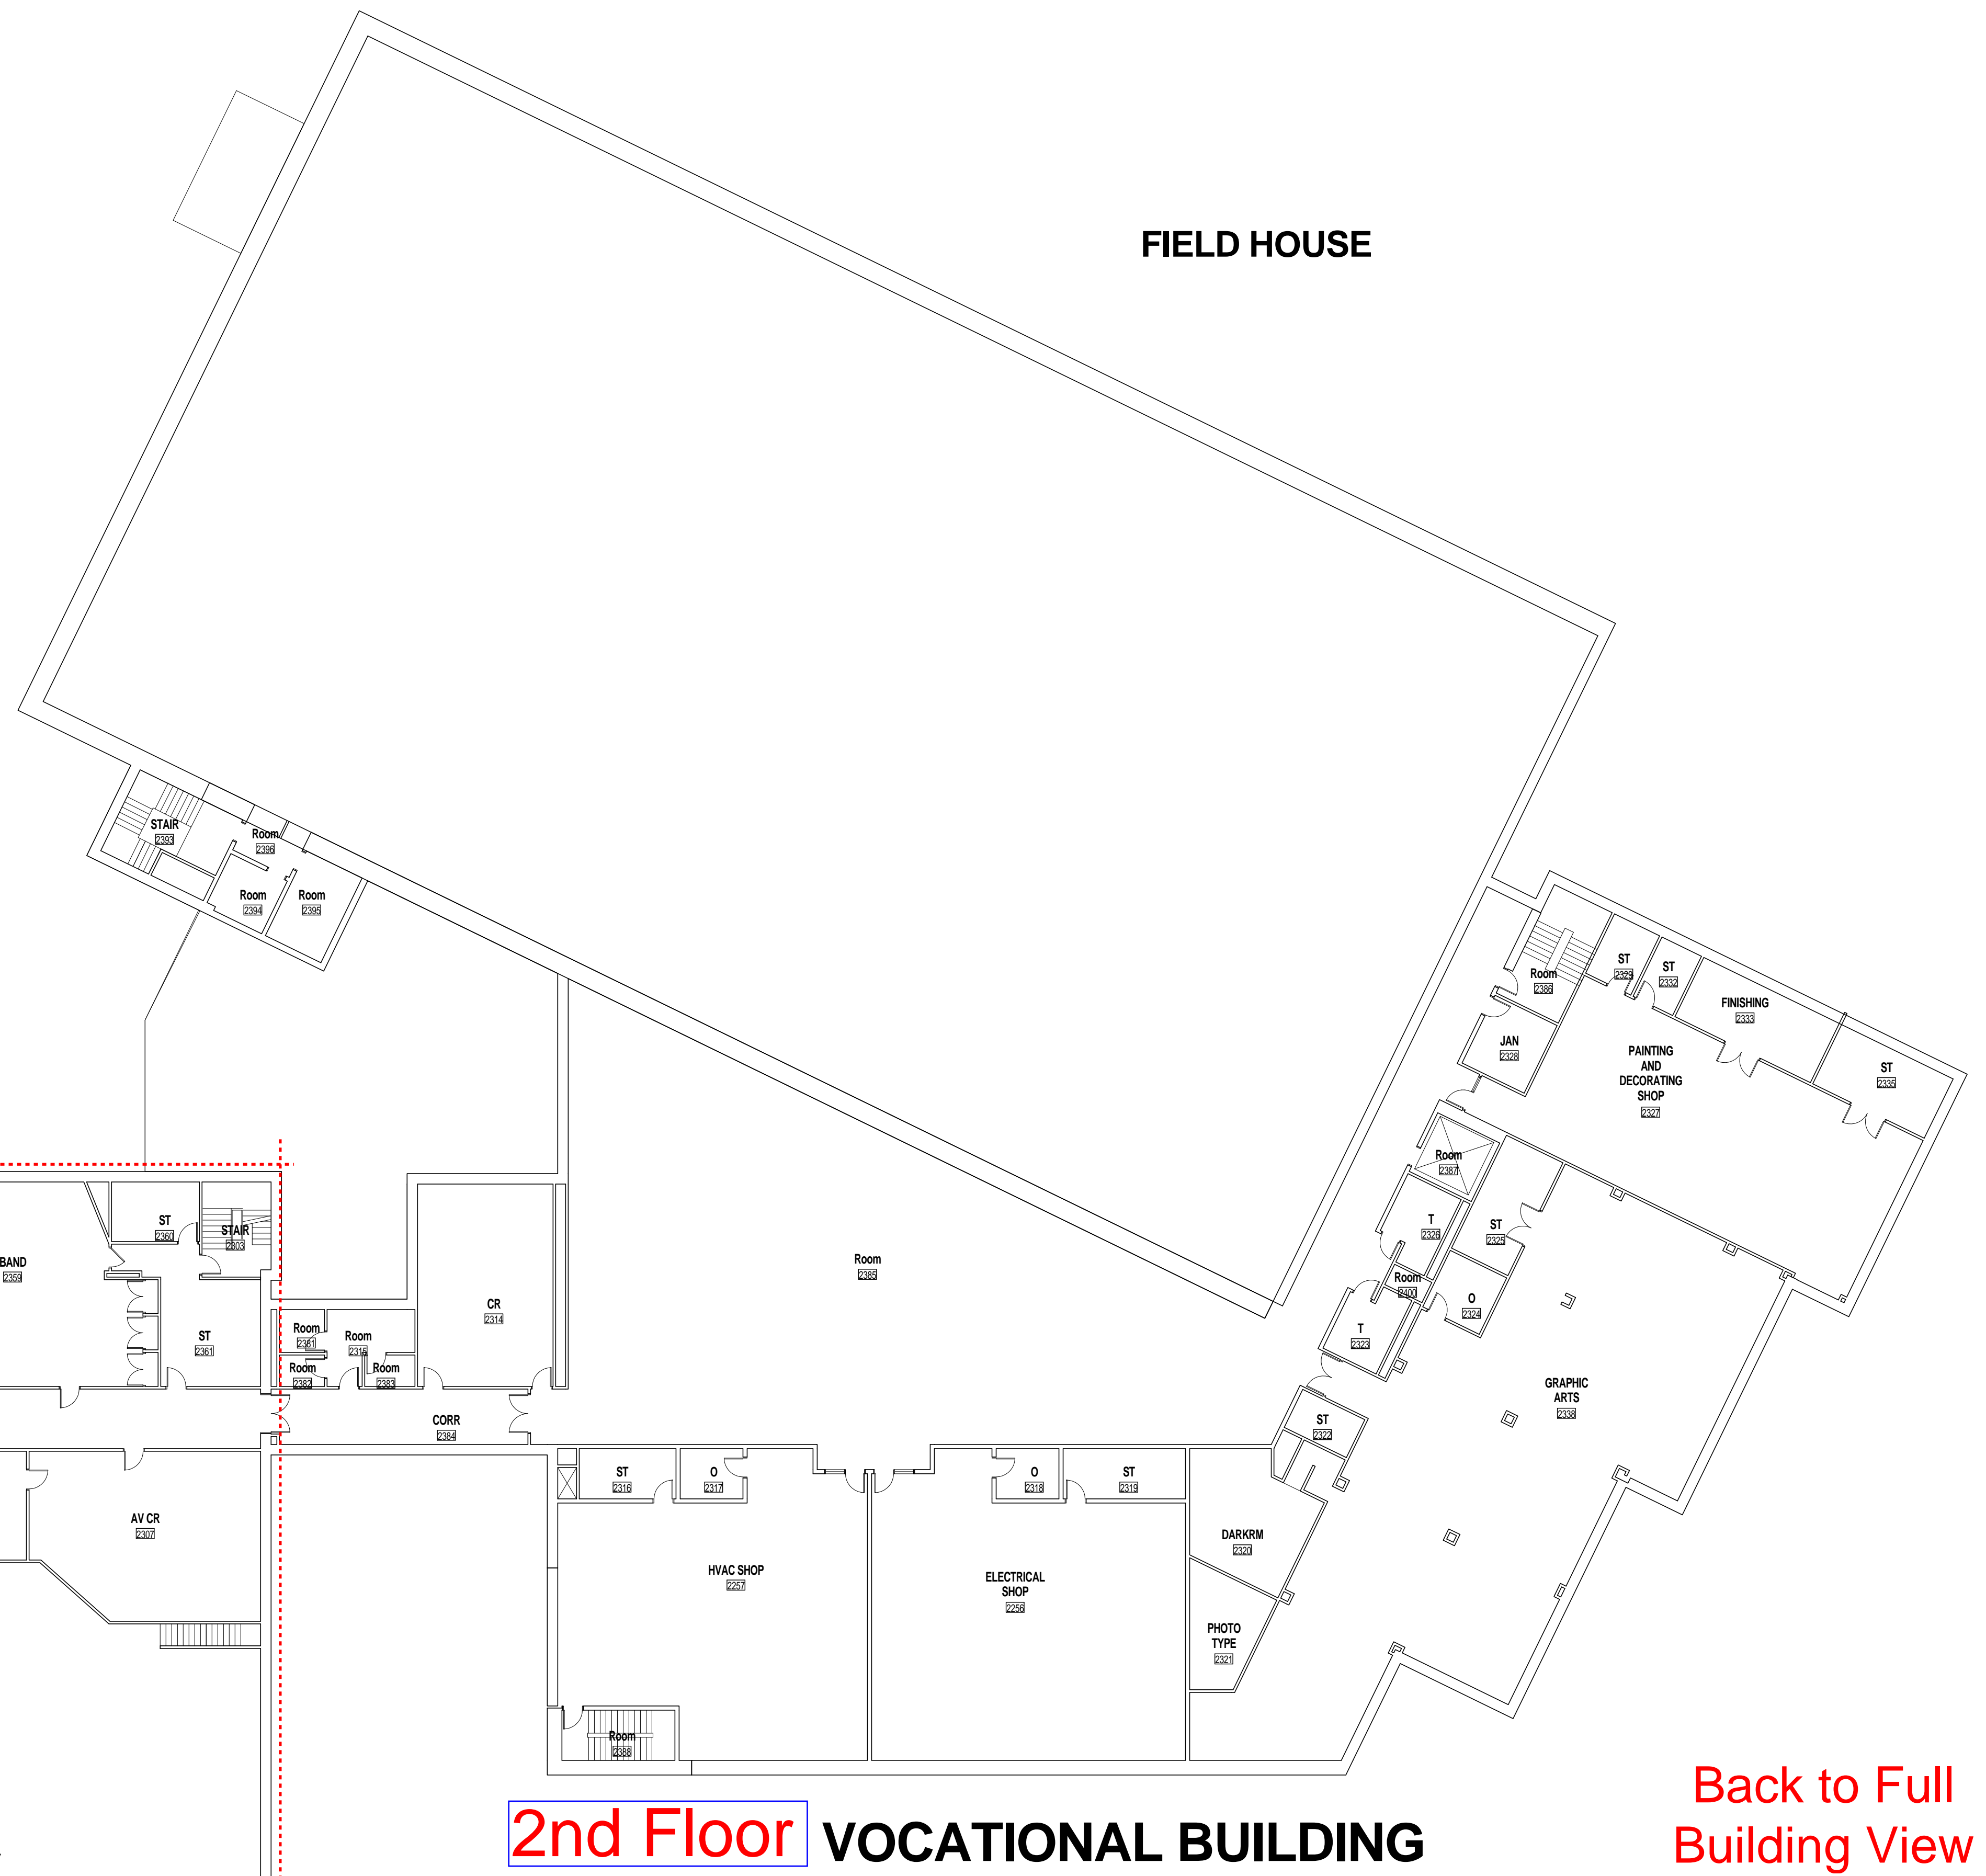 FIELD HOUSE
STAIR
2393
Room
2396
Room
2394
Room
2395
Room
2386
ST
2329
ST
2332
FINISHING
2333
JAN
2328
PAINTING
AND
DECORATING
SHOP
2327
ST
2335
Room
2387
ST
2360
STAIR
2303
BAND
2359
T
2326
ST
2325
Room
2385
Room
2400
O
2324
CR
2314
Room
2381
Room
2315
ST
2361
T
2323
Room
2382
Room
2383
GRAPHIC
ARTS
2338
CORR
2384
ST
2322
ST
2316
O
2317
O
2318
ST
2319
AV CR
2307
DARKRM
2320
HVAC SHOP
2257
ELECTRICAL
SHOP
2256
PHOTO
TYPE
2321
Room
2388
2nd Floor VOCATIONAL BUILDING
Back to Full
Building View